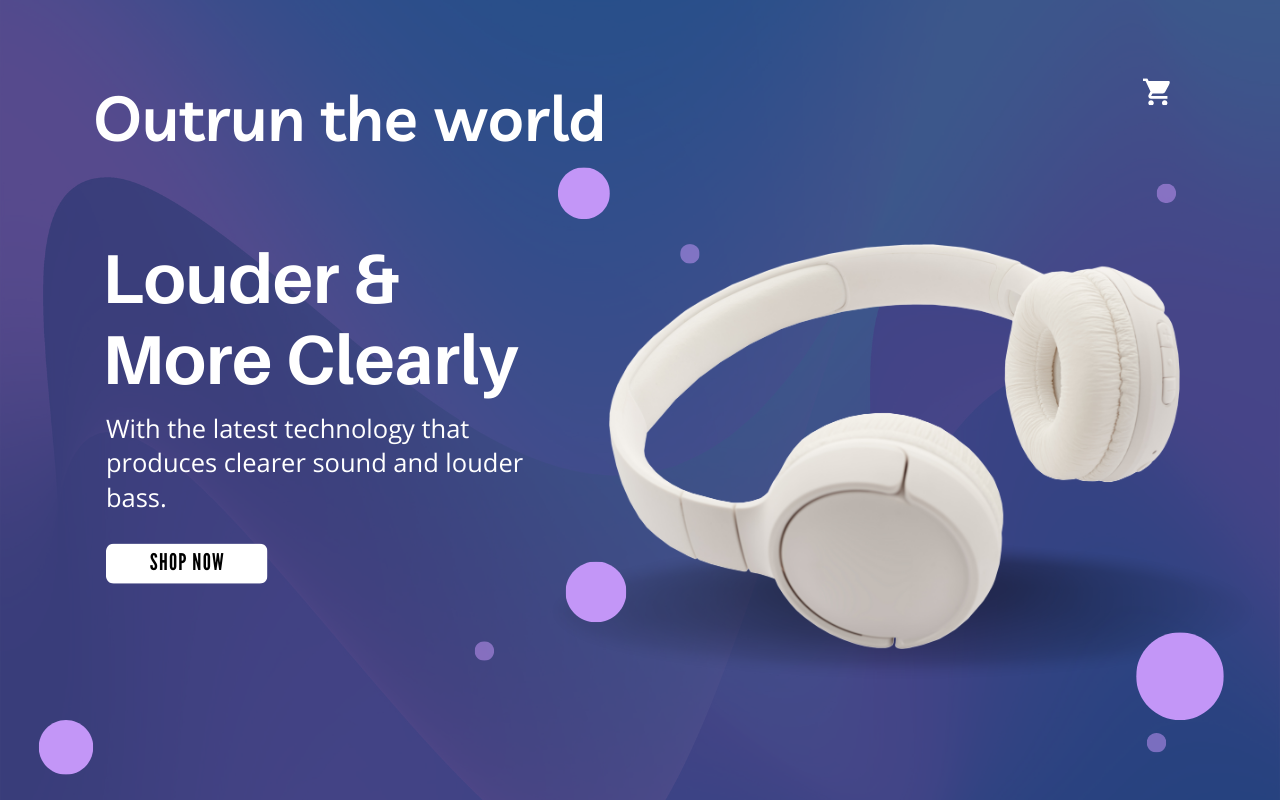 Outrun the world
Louder &
More Clearly
With the latest technology that
produces clearer sound and louder
bass.
SHOP NOW